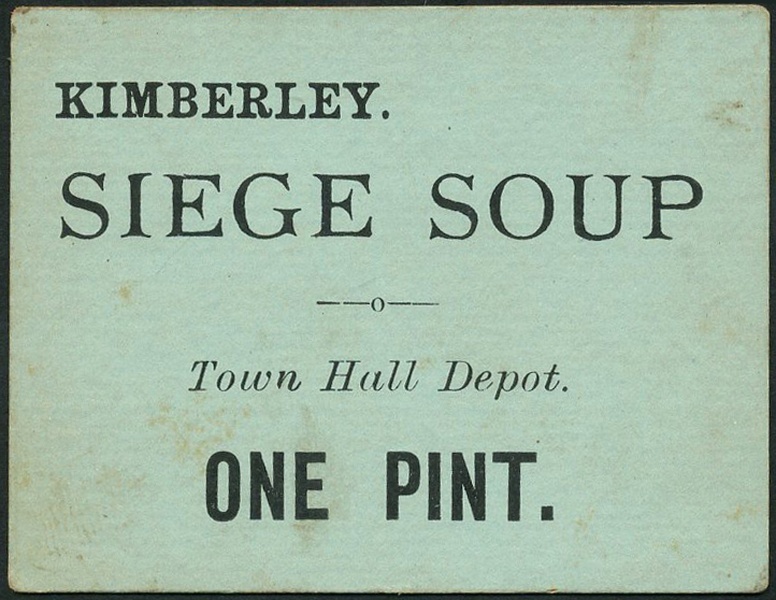 KIMBERLEY.
SIEGE SOUP
Town Hall Depot.
ONE PINT.